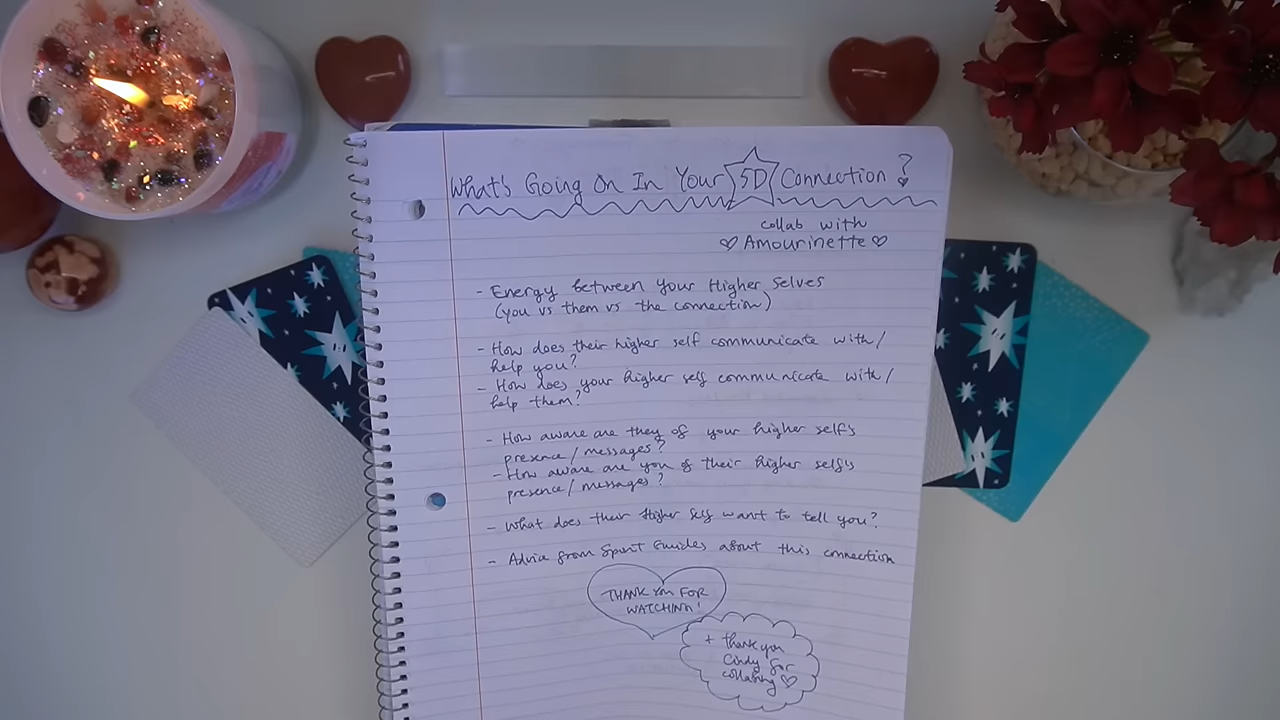 What's Going On In Your 5D Connection?
collab with
♡ Amourinette ♡
- Energy between your Higher Selves
(you vs them vs the connection)
- How does their higher self communicate with/
help you?
- How does your higher self communicate with/
help them?
- How aware are they of your higher self's
presence/messages?
- How aware are you of their higher self's
presence/messages?
- What does their Higher Self want to tell you?
- Advice from Spirit Guides about this connection
THANK YOU FOR
WATCHING!
+ thank you
Cindy for
collabing ♡